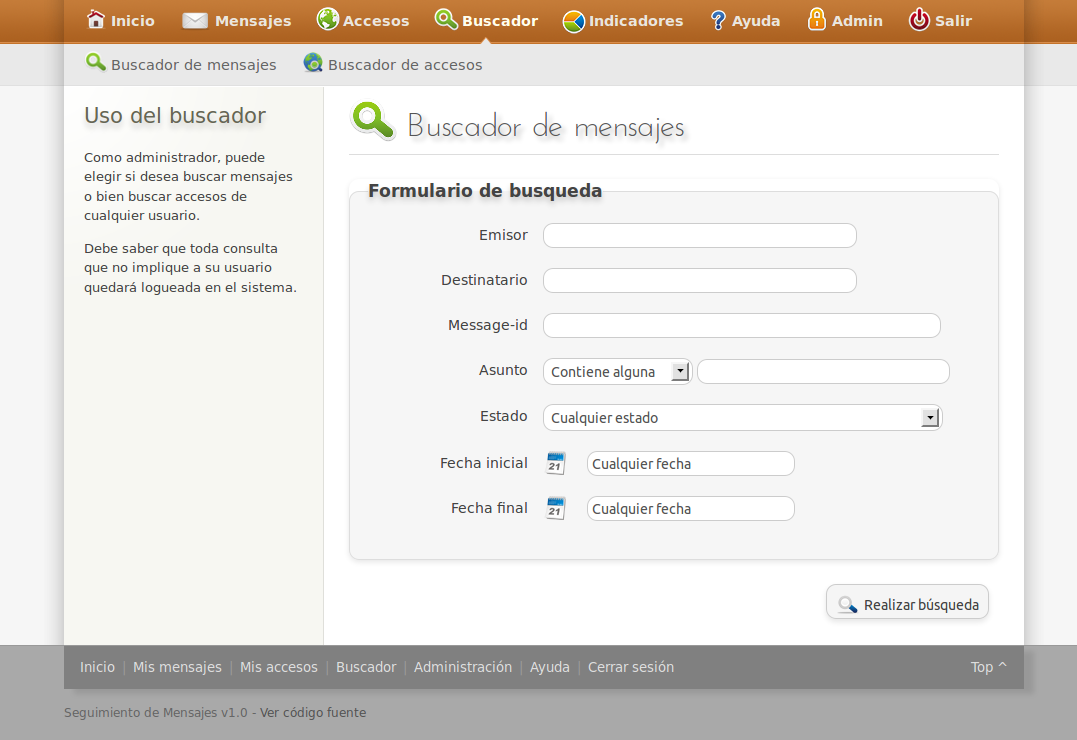 Inicio Mensajes Accesos Buscador Indicadores Ayuda Admin Salir
Buscador de mensajes Buscador de accesos
Uso del buscador
Como administrador, puede
elegir si desea buscar mensajes
o bien buscar accesos de
cualquier usuario.
Debe saber que toda consulta
que no implique a su usuario
quedará logueada en el sistema.
Buscador de mensajes
Formulario de busqueda
Emisor
Destinatario
Message-id
Asunto Contiene alguna
Estado Cualquier estado
Fecha inicial 21 Cualquier fecha
Fecha final 21 Cualquier fecha
Realizar búsqueda
Inicio | Mis mensajes | Mis accesos | Buscador | Administración | Ayuda | Cerrar sesión Top ^
Seguimiento de Mensajes v1.0 - Ver código fuente